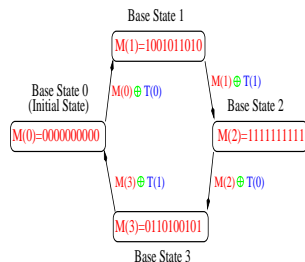 Base State 1
M(1)=1001011010
M(0)⊕T(0)
M(1)⊕T(1)
Base State 0
(Initial State)
M(0)=0000000000
Base State 2
M(2)=1111111111
M(3)⊕T(1)
M(2)⊕T(0)
M(3)=0110100101
Base State 3